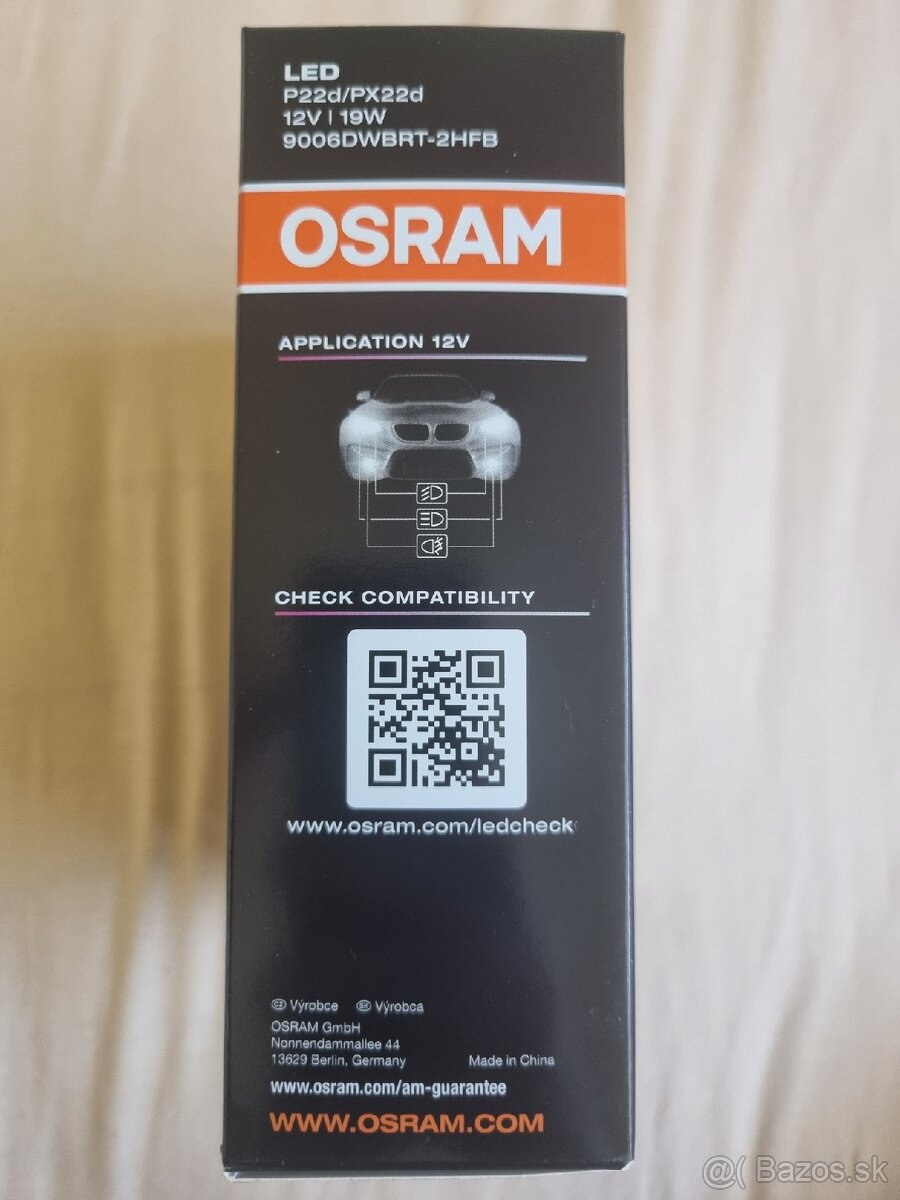 LED
P22d/PX22d
12V | 19W
9006DWBRT-2HFB
OSRAM
APPLICATION 12V
CHECK COMPATIBILITY
www.osram.com/ledcheck
CZ Výrobce SK Výrobca
OSRAM GmbH
Nonnendammallee 44
13629 Berlin, Germany Made in China
www.osram.com/am-guarantee
WWW.OSRAM.COM
@( Bazos.sk